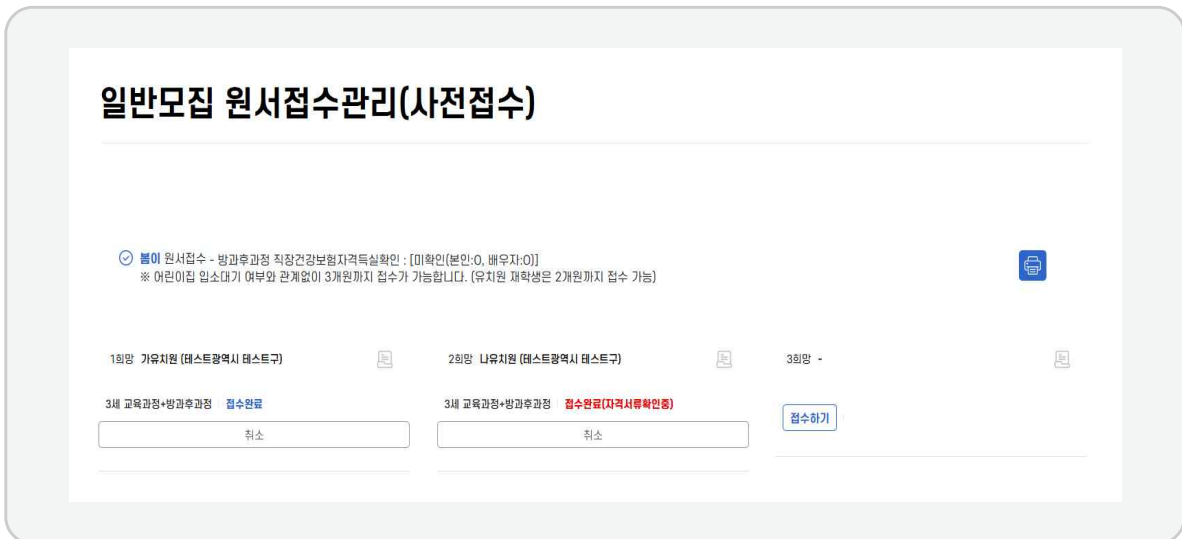 일반모집 원서접수관리(사전접수)
봄이 원서접수 - 방과후과정 직장건강보험자격득실확인 : [미확인(본인:0, 배우자:0)]
※ 어린이집 입소대기 여부와 관계없이 3개원까지 접수가 가능합니다. (유치원 재학생은 2개원까지 접수 가능)
1희망 가유치원 (테스트광역시 테스트구)
3세 교육과정+방과후과정 접수완료
취소
2희망 나유치원 (테스트광역시 테스트구)
3세 교육과정+방과후과정 접수완료(자격서류확인중)
취소
3희망 -
접수하기